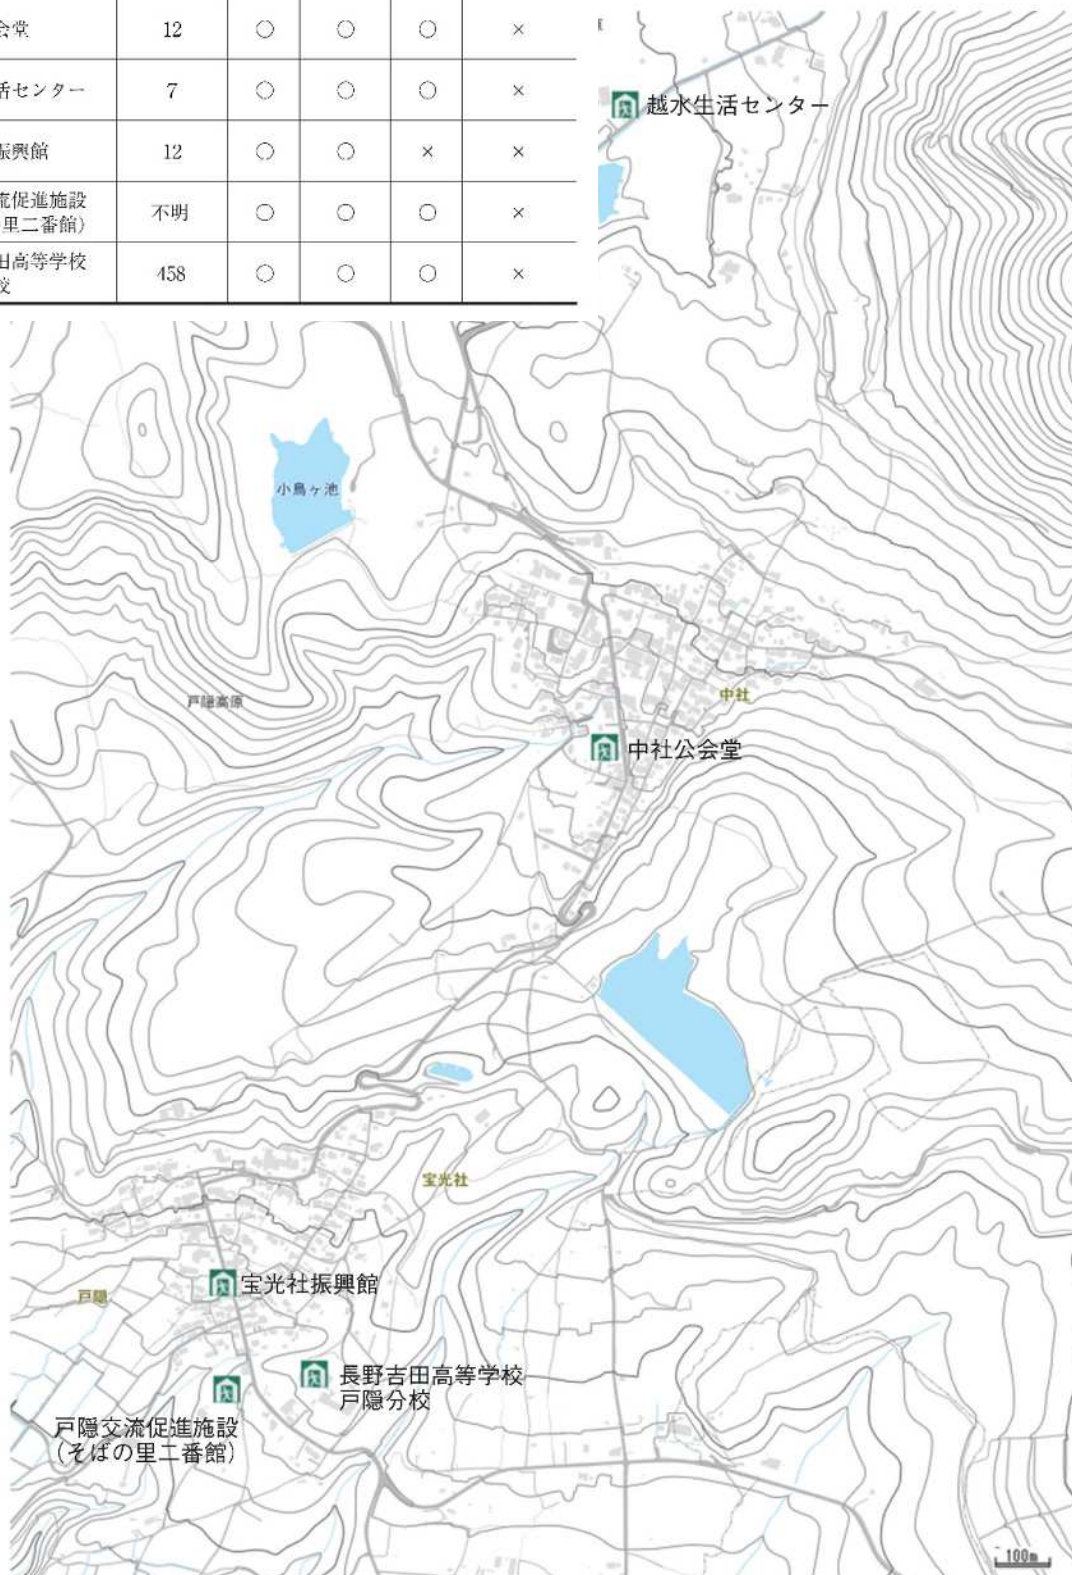 会堂 12 ○ ○ ○ ×
活センター 7 ○ ○ ○ ×
振興館 12 ○ ○ × ×
流促進施設
里二番館) 不明 ○ ○ ○ ×
田高等学校
校 458 ○ ○ ○ ×
越水生活センター
小鳥ヶ池
戸隠高原
中社
中社公会堂
宝光社
宝光社振興館
戸隠
長野吉田高等学校
戸隠分校
戸隠交流促進施設
(そばの里二番館)
100m